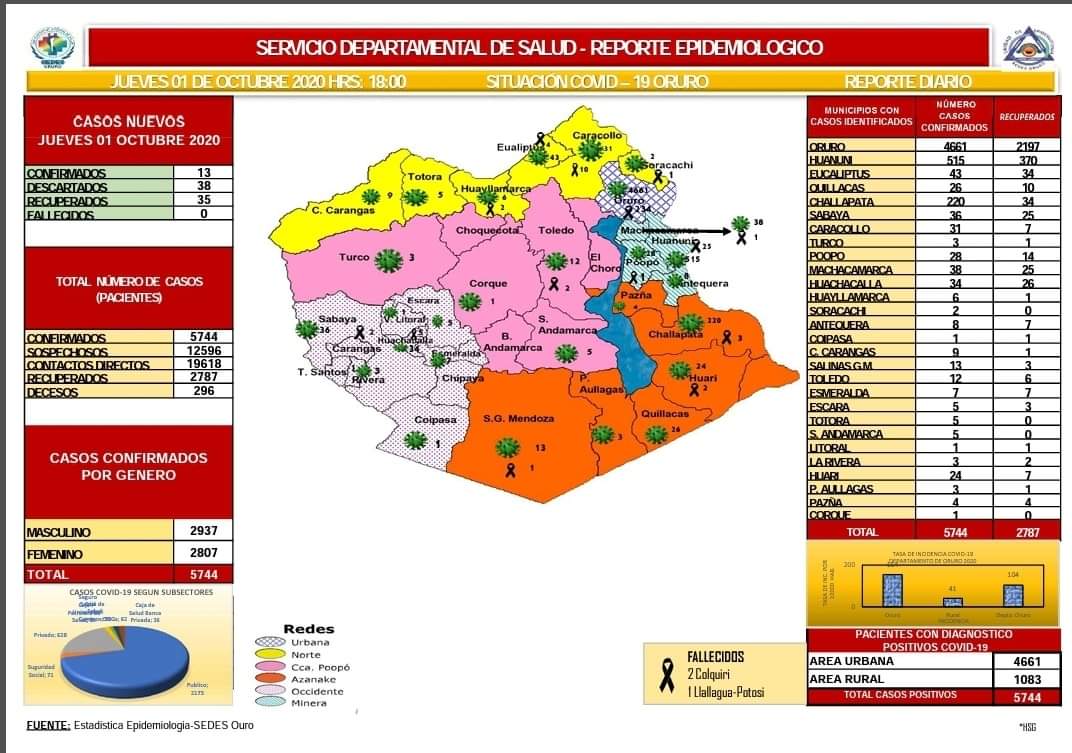 SERVICIO DEPARTAMENTAL DE SALUD - REPORTE EPIDEMIOLOGICO
JUEVES 01 DE OCTUBRE 2020 HRS: 18:00 SITUACIÓN COVID – 19 ORURO REPORTE DIARIO
CASOS NUEVOS
JUEVES 01 OCTUBRE 2020
CONFIRMADOS 13
DESCARTADOS 38
RECUPERADOS 35
FALLECIDOS 0
TOTAL NÚMERO DE CASOS
(PACIENTES)
CONFIRMADOS 5744
SOSPECHOSOS 12596
CONTACTOS DIRECTOS 19618
RECUPERADOS 2787
DECESOS 296
CASOS CONFIRMADOS
POR GENERO
MASCULINO 2937
FEMENINO 2807
TOTAL 5744
CASOS COVID-19 SEGUN SUBSECTORES
Caja de
Salud Banca
Privada; 36
Privado; 838
Suguridad
Social; 71
Publico;
2175
Caracollo
31
Eualiptus
43
18
2
Soracachi
1
Totora
5
Huayllamarca
6
2
C. Carangas
9
4661
Oruro
234
Choquecota
Toledo
12
2
Machacamarca
38
1
Huanuni
25
515
Turco
3
El
Choro
28
Poopó
1
8
Antequera
Corque
1
Pazña
4
Escara
Sabaya
36
2
V. Litoral
1
5
Huachacalla
34
Carangas
Esmeralda
7
T. Santos
1
3
Rivera
Chipaya
S.
Andamarca
5
B.
Andamarca
220
Challapata
3
24
Huari
2
P.
Aullagas
3
Quillacas
26
Coipasa
1
S.G. Mendoza
13
1
Redes
Urbana
Norte
Cca. Poopó
Azanake
Occidente
Minera
FALLECIDOS
2 Colquiri
1 Llallagua-Potosi
MUNICIPIOS CON CASOS IDENTIFICADOS NÚMERO CASOS CONFIRMADOS RECUPERADOS
ORURO 4661 2197
HUANUNI 515 370
EUCALIPTUS 43 34
QUILLACAS 26 10
CHALLAPATA 220 34
SABAYA 36 25
CARACOLLO 31 7
TURCO 3 1
POOPO 28 14
MACHACAMARCA 38 25
HUACHACALLA 34 26
HUAYLLAMARCA 6 1
SORACACHI 2 0
ANTEQUERA 8 7
COIPASA 1 1
C. CARANGAS 9 1
SALINAS G.M. 13 3
TOLEDO 12 6
ESMERALDA 7 7
ESCARA 5 3
TOTORA 5 0
S. ANDAMARCA 5 0
LITORAL 1 1
LA RIVERA 3 2
HUARI 24 7
P. AULLAGAS 3 1
PAZÑA 4 4
CORQUE 1 0
TOTAL 5744 2787
TASA DE INCIDENCIA COVID-19
DEPARTAMENTO DE ORURO 2020
TASA DE INC. POR
10000 HAB.
200
0
41
104
Oruro Rural Depto. Oruro
INCIDENCIA
PACIENTES CON DIAGNOSTICO
POSITIVOS COVID-19
AREA URBANA 4661
AREA RURAL 1083
TOTAL CASOS POSITIVOS 5744
FUENTE: Estadistica Epidemiologia-SEDES Ouro
*HSG